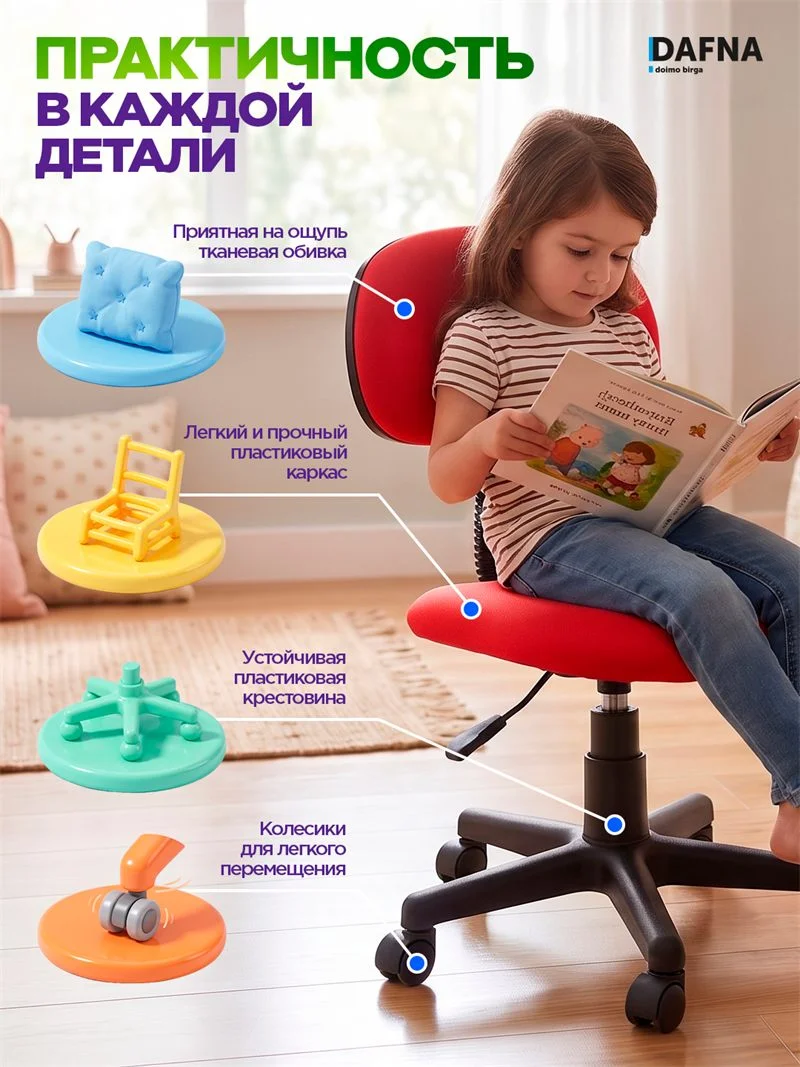 ПРАКТИЧНОСТЬ
В КАЖДОЙ
ДЕТАЛИ
DAFNA
doimo birga
Приятная на ощупь
тканевая обивка
Легкий и прочный
пластиковый
каркас
Устойчивая
пластиковая
крестовина
Колесики
для легкого
перемещения